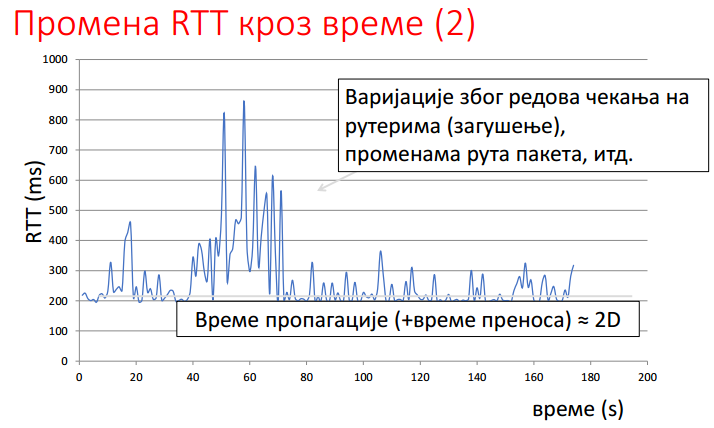 Промена RTT кроз време (2)
1000
900
800
700
600
500
400
300
200
100
0
RTT (ms)
Варијације због редова чекања на
рутерима (загушење),
променама рута пакета, итд.
Време пропагације (+време преноса) ≈ 2D
0 20 40 60 80 100 120 140 160 180 200
време (s)